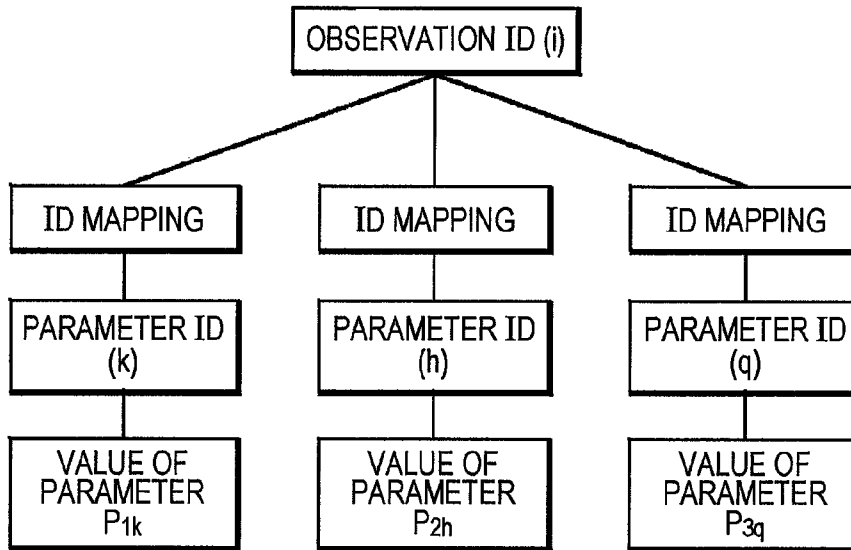 OBSERVATION ID (i)
ID MAPPING
ID MAPPING
ID MAPPING
PARAMETER ID
(k)
PARAMETER ID
(h)
PARAMETER ID
(q)
VALUE OF
PARAMETER
P1k
VALUE OF
PARAMETER
P2h
VALUE OF
PARAMETER
P3q